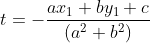 t = -\frac{ax_1 + by_1 + c}{(a^2 + b^2)}